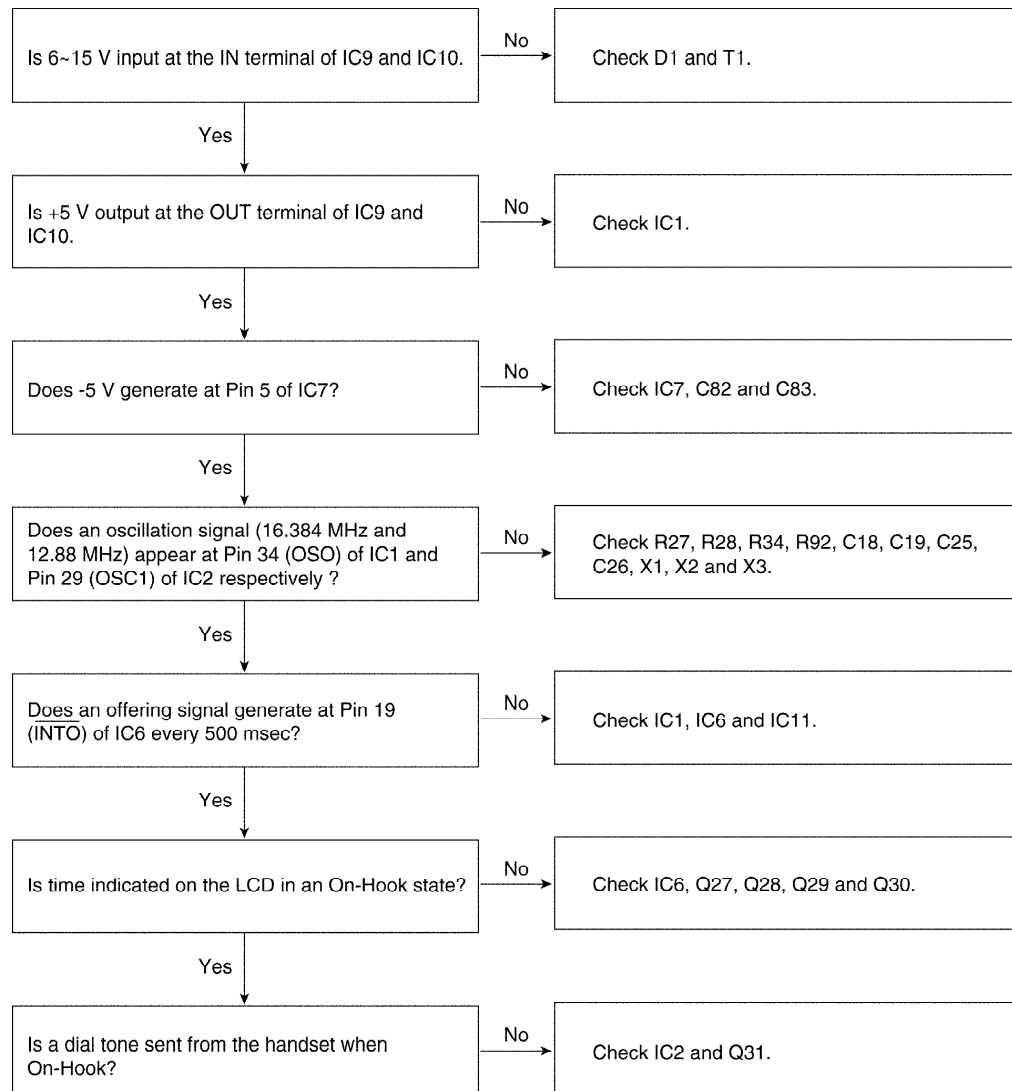 Is 6~15 V input at the IN terminal of IC9 and IC10.
No
Check D1 and T1.
Yes
Is +5 V output at the OUT terminal of IC9 and
IC10.
No
Check IC1.
Yes
Does -5 V generate at Pin 5 of IC7?
No
Check IC7, C82 and C83.
Yes
Does an oscillation signal (16.384 MHz and
12.88 MHz) appear at Pin 34 (OSO) of IC1 and
Pin 29 (OSC1) of IC2 respectively ?
No
Check R27, R28, R34, R92, C18, C19, C25,
C26, X1, X2 and X3.
Yes
Does an offering signal generate at Pin 19
(INTO) of IC6 every 500 msec?
No
Check IC1, IC6 and IC11.
Yes
Is time indicated on the LCD in an On-Hook state?
No
Check IC6, Q27, Q28, Q29 and Q30.
Yes
Is a dial tone sent from the handset when
On-Hook?
No
Check IC2 and Q31.